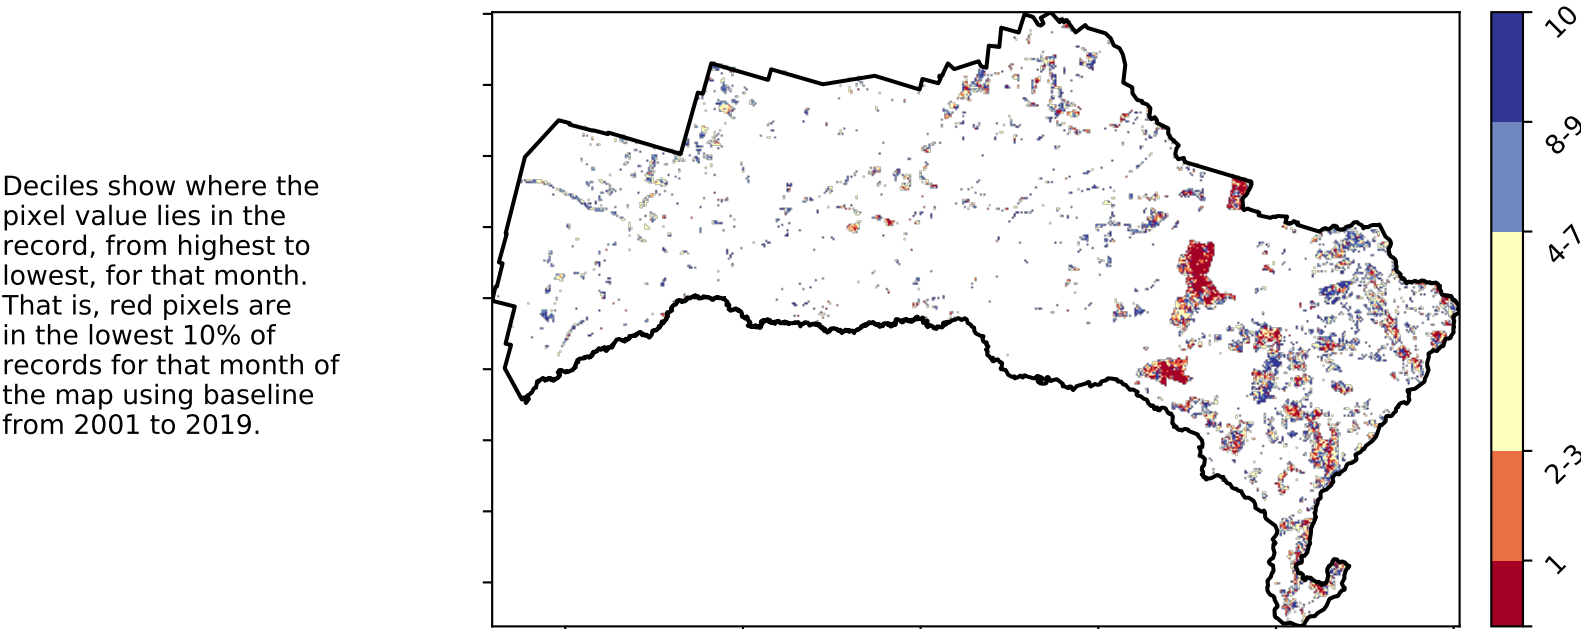 Deciles show where the
pixel value lies in the
record, from highest to
lowest, for that month.
That is, red pixels are
in the lowest 10% of
records for that month of
the map using baseline
from 2001 to 2019.
10
8-9
4-7
2-3
1